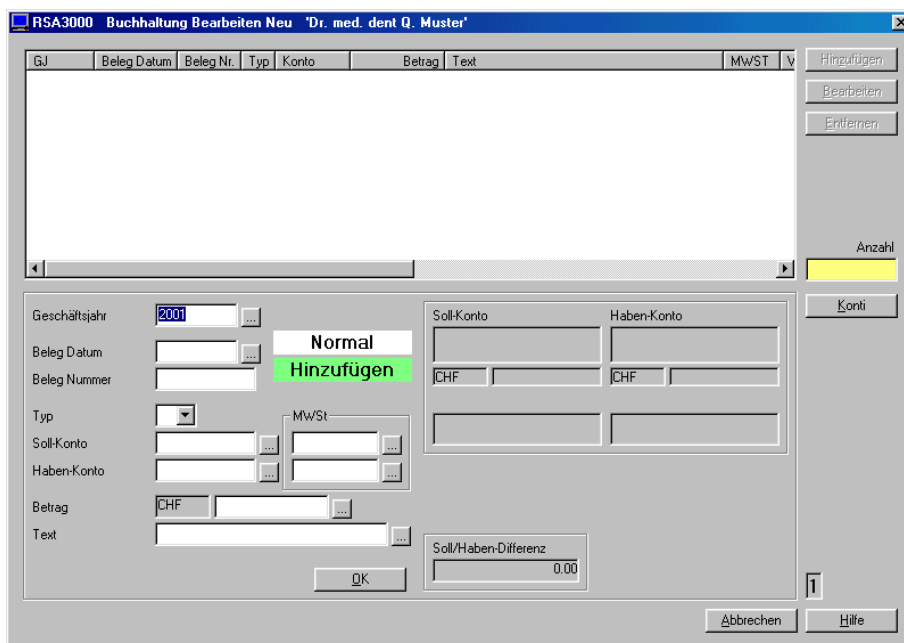 RSA3000 Buchhaltung Bearbeiten Neu 'Dr. med. dent Q. Muster'
GJ Beleg Datum Beleg Nr. Typ Konto Betrag Text MWST V
Hinzufügen
Bearbeiten
Entfernen
Anzahl
Konti
Geschäftsjahr 2001 ...
Normal
Hinzufügen
Beleg Datum ...
Beleg Nummer
Typ
MWSt
Soll-Konto ... ...
Haben-Konto ... ...
Betrag CHF ...
Text ...
OK
Soll-Konto Haben-Konto
CHF CHF
Soll/Haben-Differenz
0.00
1
Abbrechen Hilfe